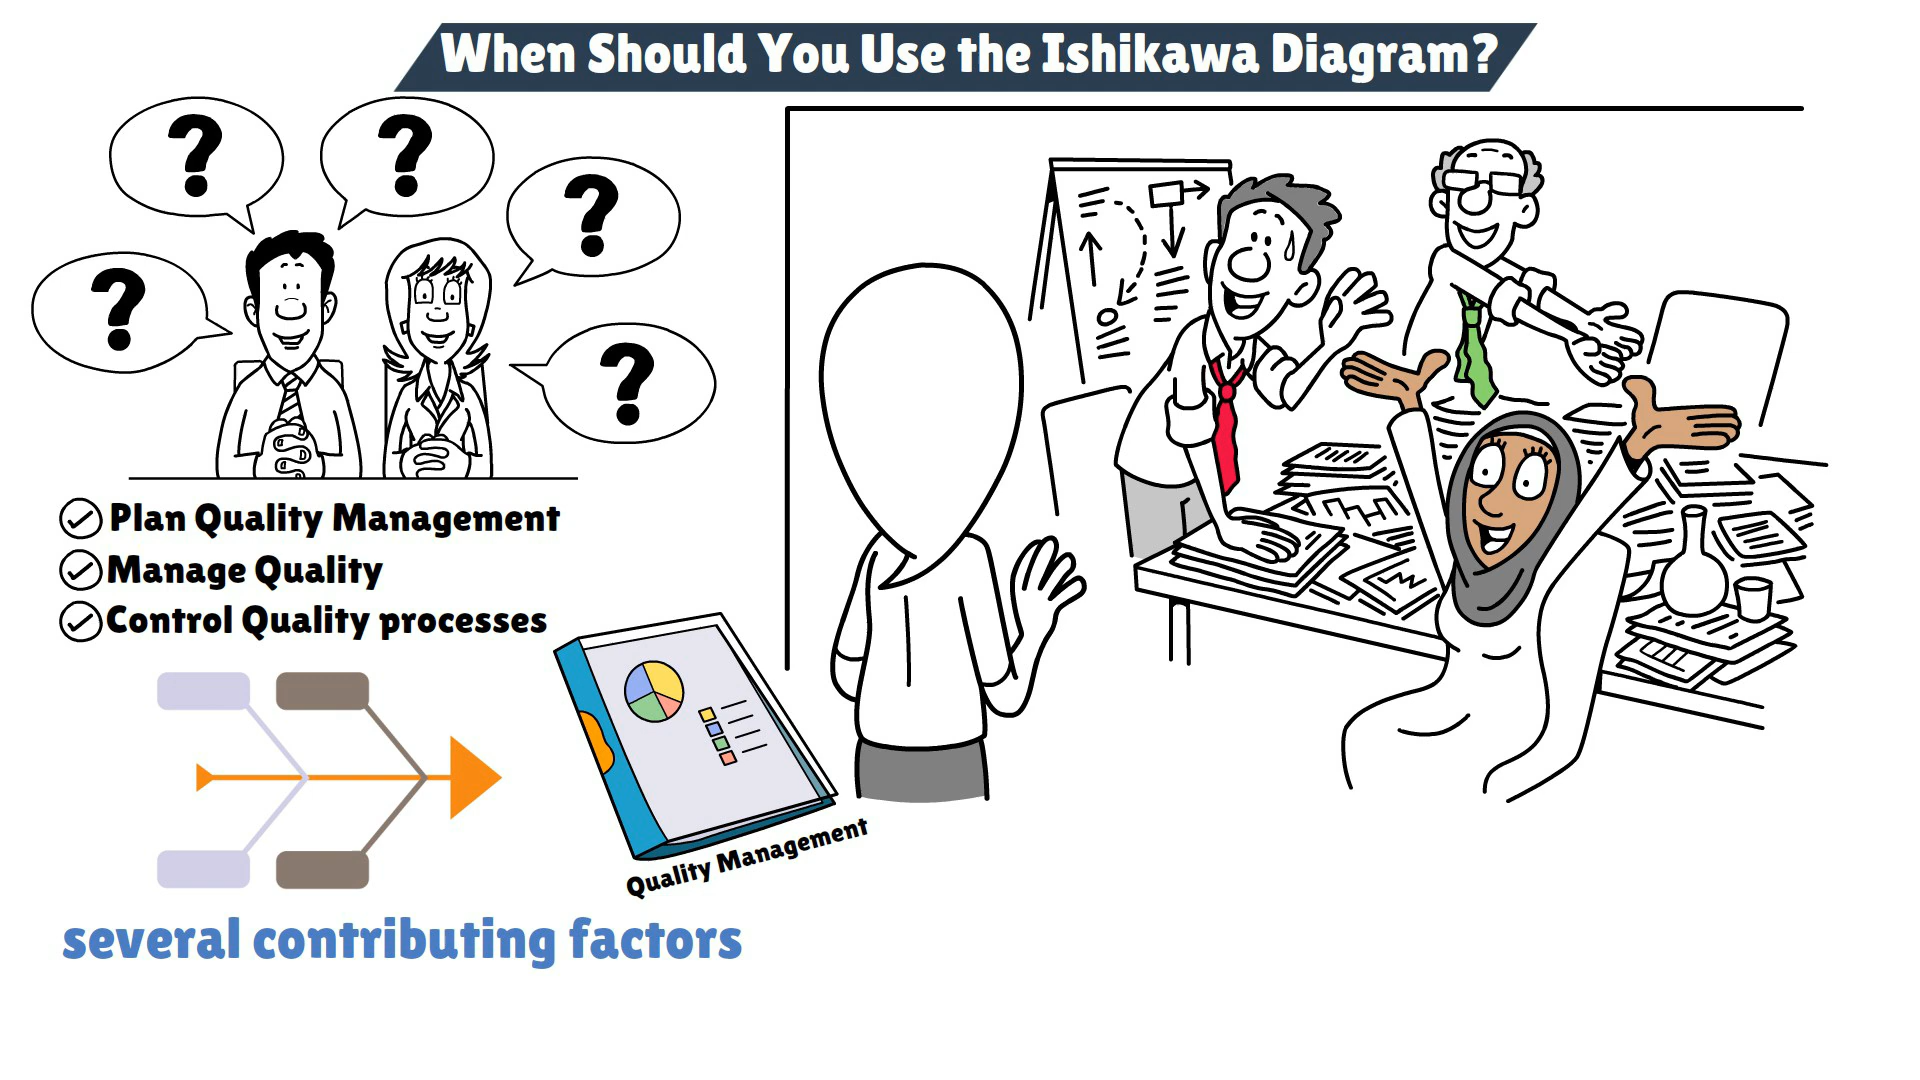 When Should You Use the Ishikawa Diagram?
?
?
?
?
?
Plan Quality Management
Manage Quality
Control Quality processes
Quality Management
several contributing factors